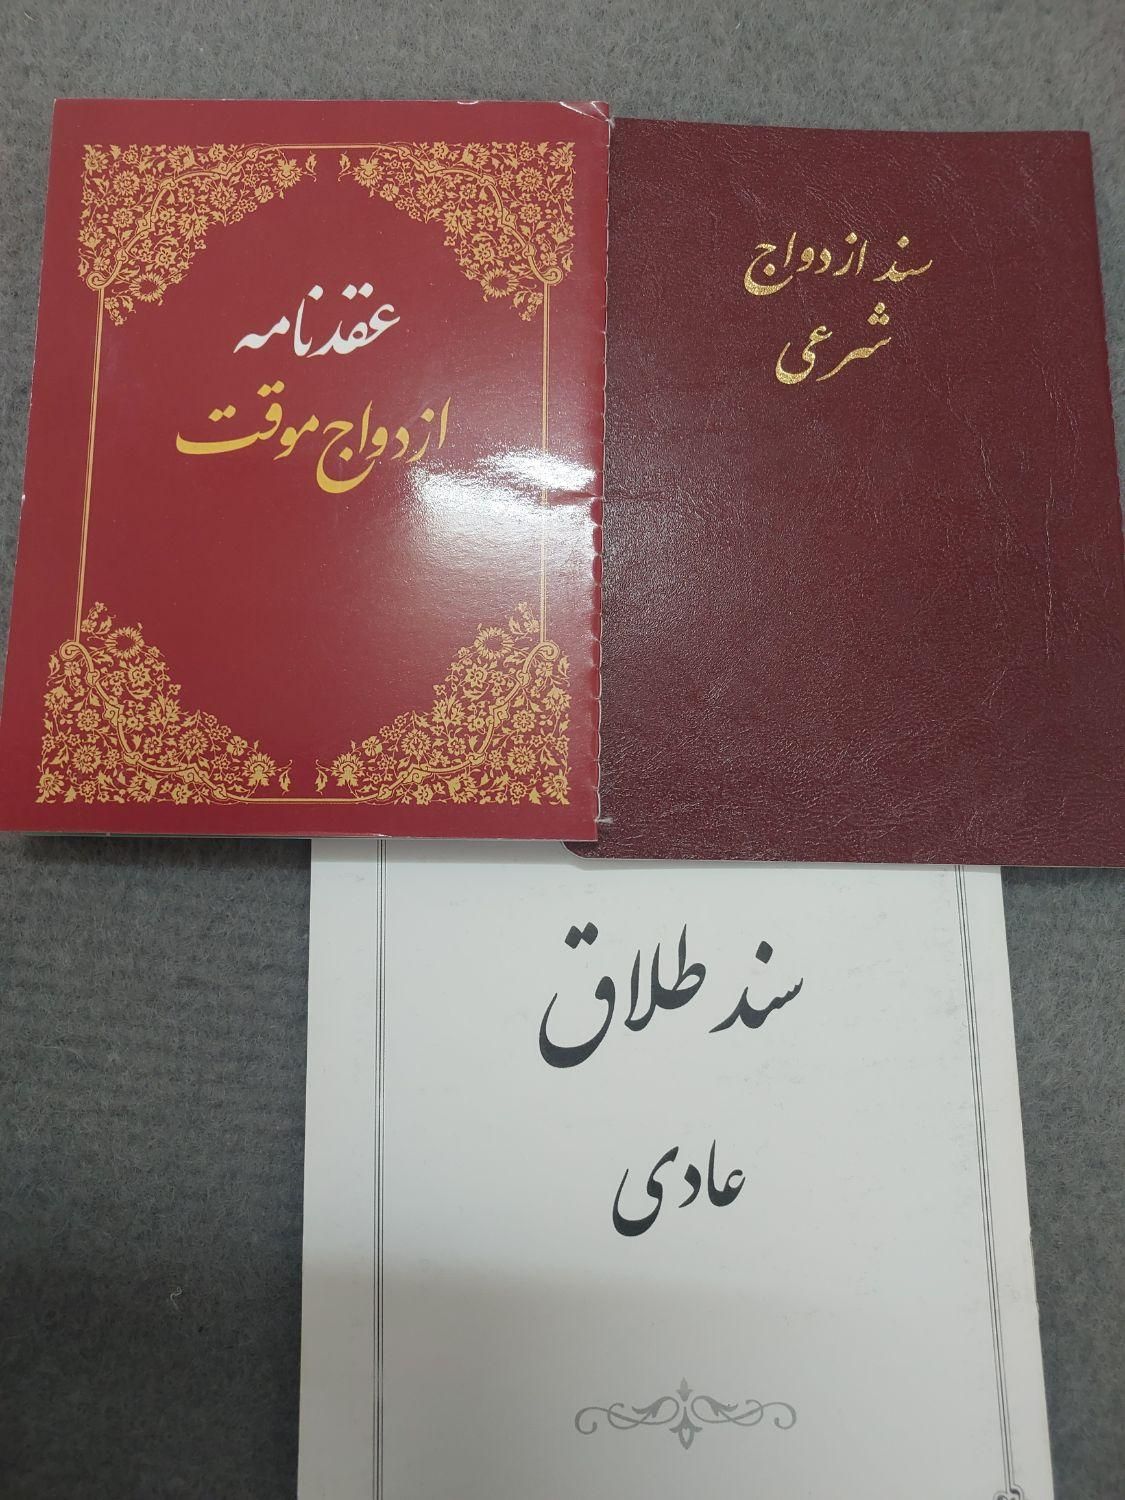 عقدنامه
ازدواج موقت
سند ازدواج
شرعی
سند طلاق
عادی